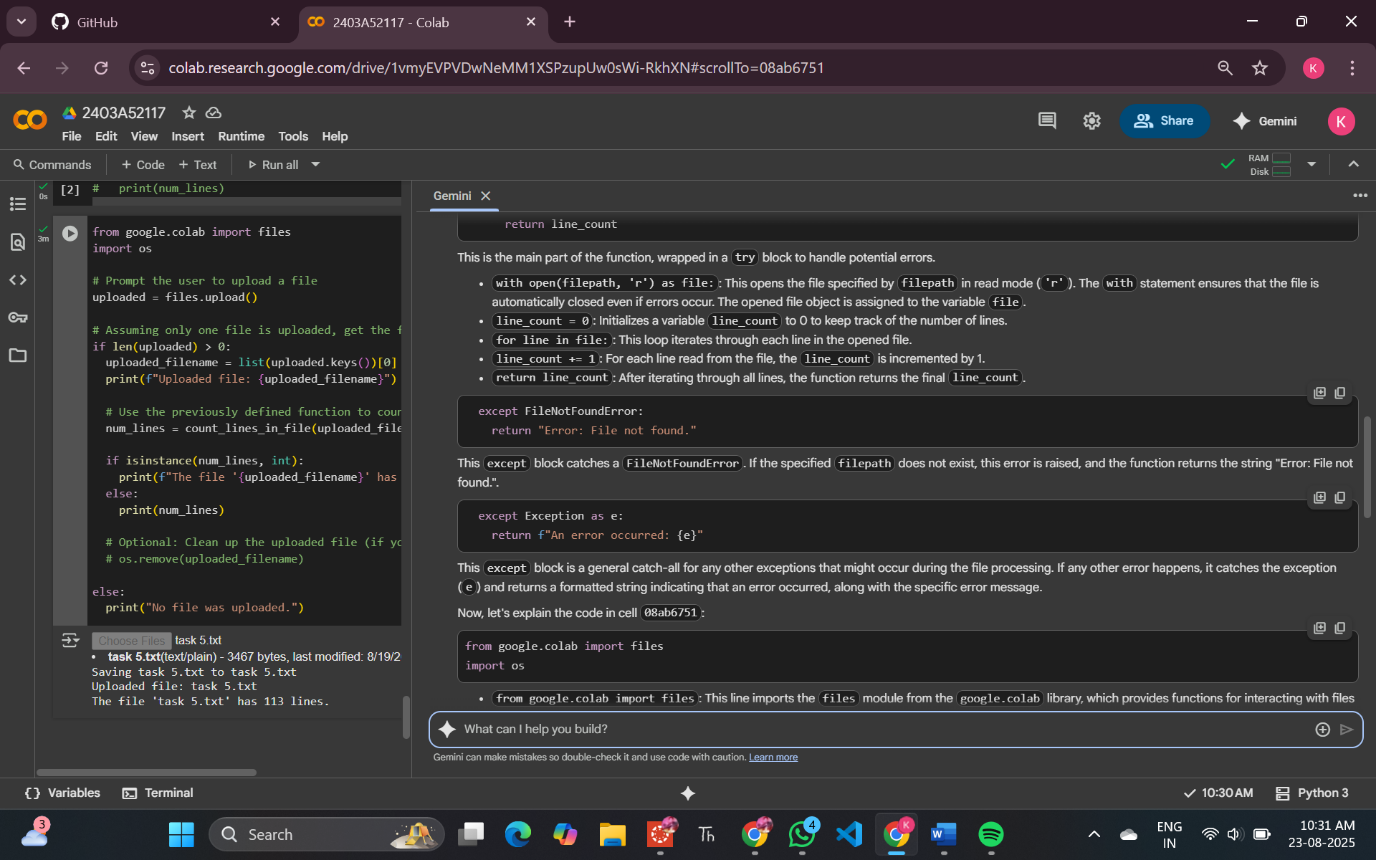 GitHub
2403A52117 - Colab
colab.research.google.com/drive/1vmyEVPVDwNeMM1XSPzupUw0sWi-RkhXN#scrollTo=08ab6751
K
2403A52117
File Edit View Insert Runtime Tools Help
Share
Gemini
K
Commands
+ Code + Text
Run all
RAM
Disk
0s
[2] # print(num_lines)
3m
from google.colab import files
import os
# Prompt the user to upload a file
uploaded = files.upload()
# Assuming only one file is uploaded, get the f
if len(uploaded) > 0:
uploaded_filename = list(uploaded.keys())[0]
print(f"Uploaded file: {uploaded_filename}")
# Use the previously defined function to cour
num_lines = count_lines_in_file(uploaded_file
if isinstance(num_lines, int):
print(f"The file '{uploaded_filename}' has
else:
print(num_lines)
# Optional: Clean up the uploaded file (if yo
# os.remove(uploaded_filename)
else:
print("No file was uploaded.")
Choose Files task 5.txt
• task 5.txt(text/plain) - 3467 bytes, last modified: 8/19/2
Saving task 5.txt to task 5.txt
Uploaded file: task 5.txt
The file 'task 5.txt' has 113 lines.
Gemini
return line_count
This is the main part of the function, wrapped in a try block to handle potential errors.
• with open(filepath, 'r') as file: : This opens the file specified by filepath in read mode ( 'r' ). The with statement ensures that the file is
automatically closed even if errors occur. The opened file object is assigned to the variable file .
• line_count = 0 : Initializes a variable line_count to 0 to keep track of the number of lines.
• for line in file: : This loop iterates through each line in the opened file.
• line_count += 1 : For each line read from the file, the line_count is incremented by 1.
• return line_count : After iterating through all lines, the function returns the final line_count .
except FileNotFoundError:
return "Error: File not found."
This except block catches a FileNotFoundError . If the specified filepath does not exist, this error is raised, and the function returns the string "Error: File not
found.".
except Exception as e:
return f"An error occurred: {e}"
This except block is a general catch-all for any other exceptions that might occur during the file processing. If any other error happens, it catches the exception
( e ) and returns a formatted string indicating that an error occurred, along with the specific error message.
Now, let's explain the code in cell 08ab6751 :
from google.colab import files
import os
• from google.colab import files : This line imports the files module from the google.colab library, which provides functions for interacting with files
What can I help you build?
Gemini can make mistakes so double-check it and use code with caution. Learn more
Variables
Terminal
10:30 AM
Python 3
3
Search
Th
4
K
ENG
IN
10:31 AM
23-08-2025